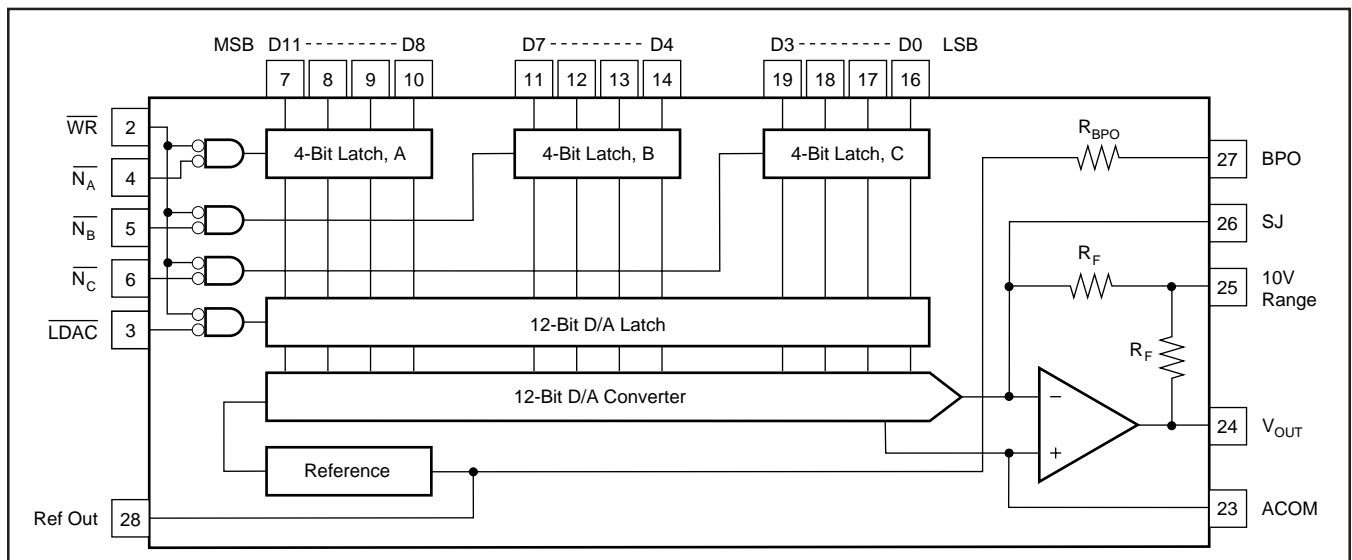 MSB D11 D8 D7 D4 D3 D0 LSB
7 8 9 10 11 12 13 14 19 18 17 16
WR 2
4-Bit Latch, A 4-Bit Latch, B 4-Bit Latch, C
RBPO
27 BPO
NA 4
NB 5
26 SJ
NC 6
RF
25 10V Range
LDAC 3
12-Bit D/A Latch
RF
12-Bit D/A Converter
–
+
24 VOUT
Reference
Ref Out 28
23 ACOM